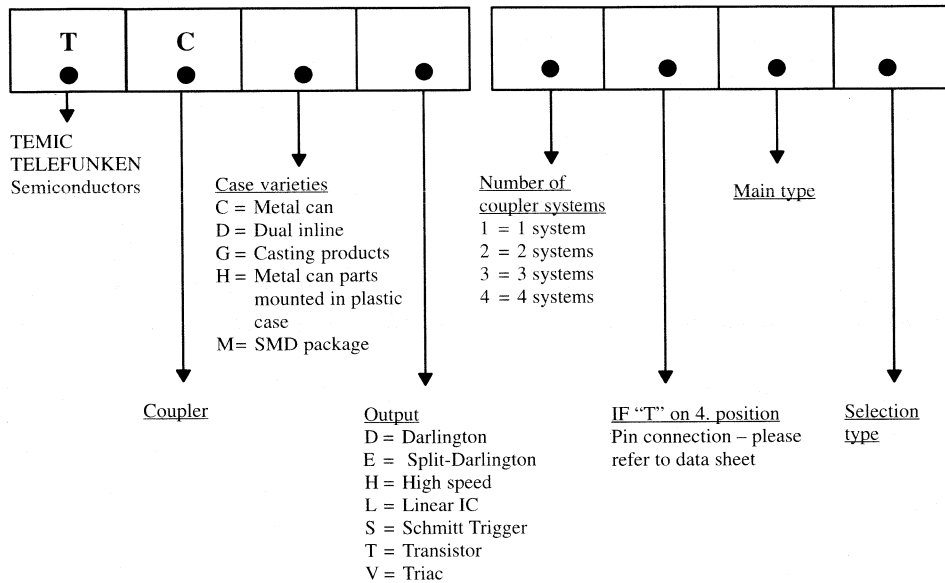 T C
TEMIC
TELEFUNKEN
Semiconductors
Case varieties
C = Metal can
D = Dual inline
G = Casting products
H = Metal can parts
mounted in plastic
case
M= SMD package
Number of
coupler systems
1 = 1 system
2 = 2 systems
3 = 3 systems
4 = 4 systems
Main type
Coupler
Output
D = Darlington
E = Split-Darlington
H = High speed
L = Linear IC
S = Schmitt Trigger
T = Transistor
V = Triac
IF “T” on 4. position
Pin connection – please
refer to data sheet
Selection
type